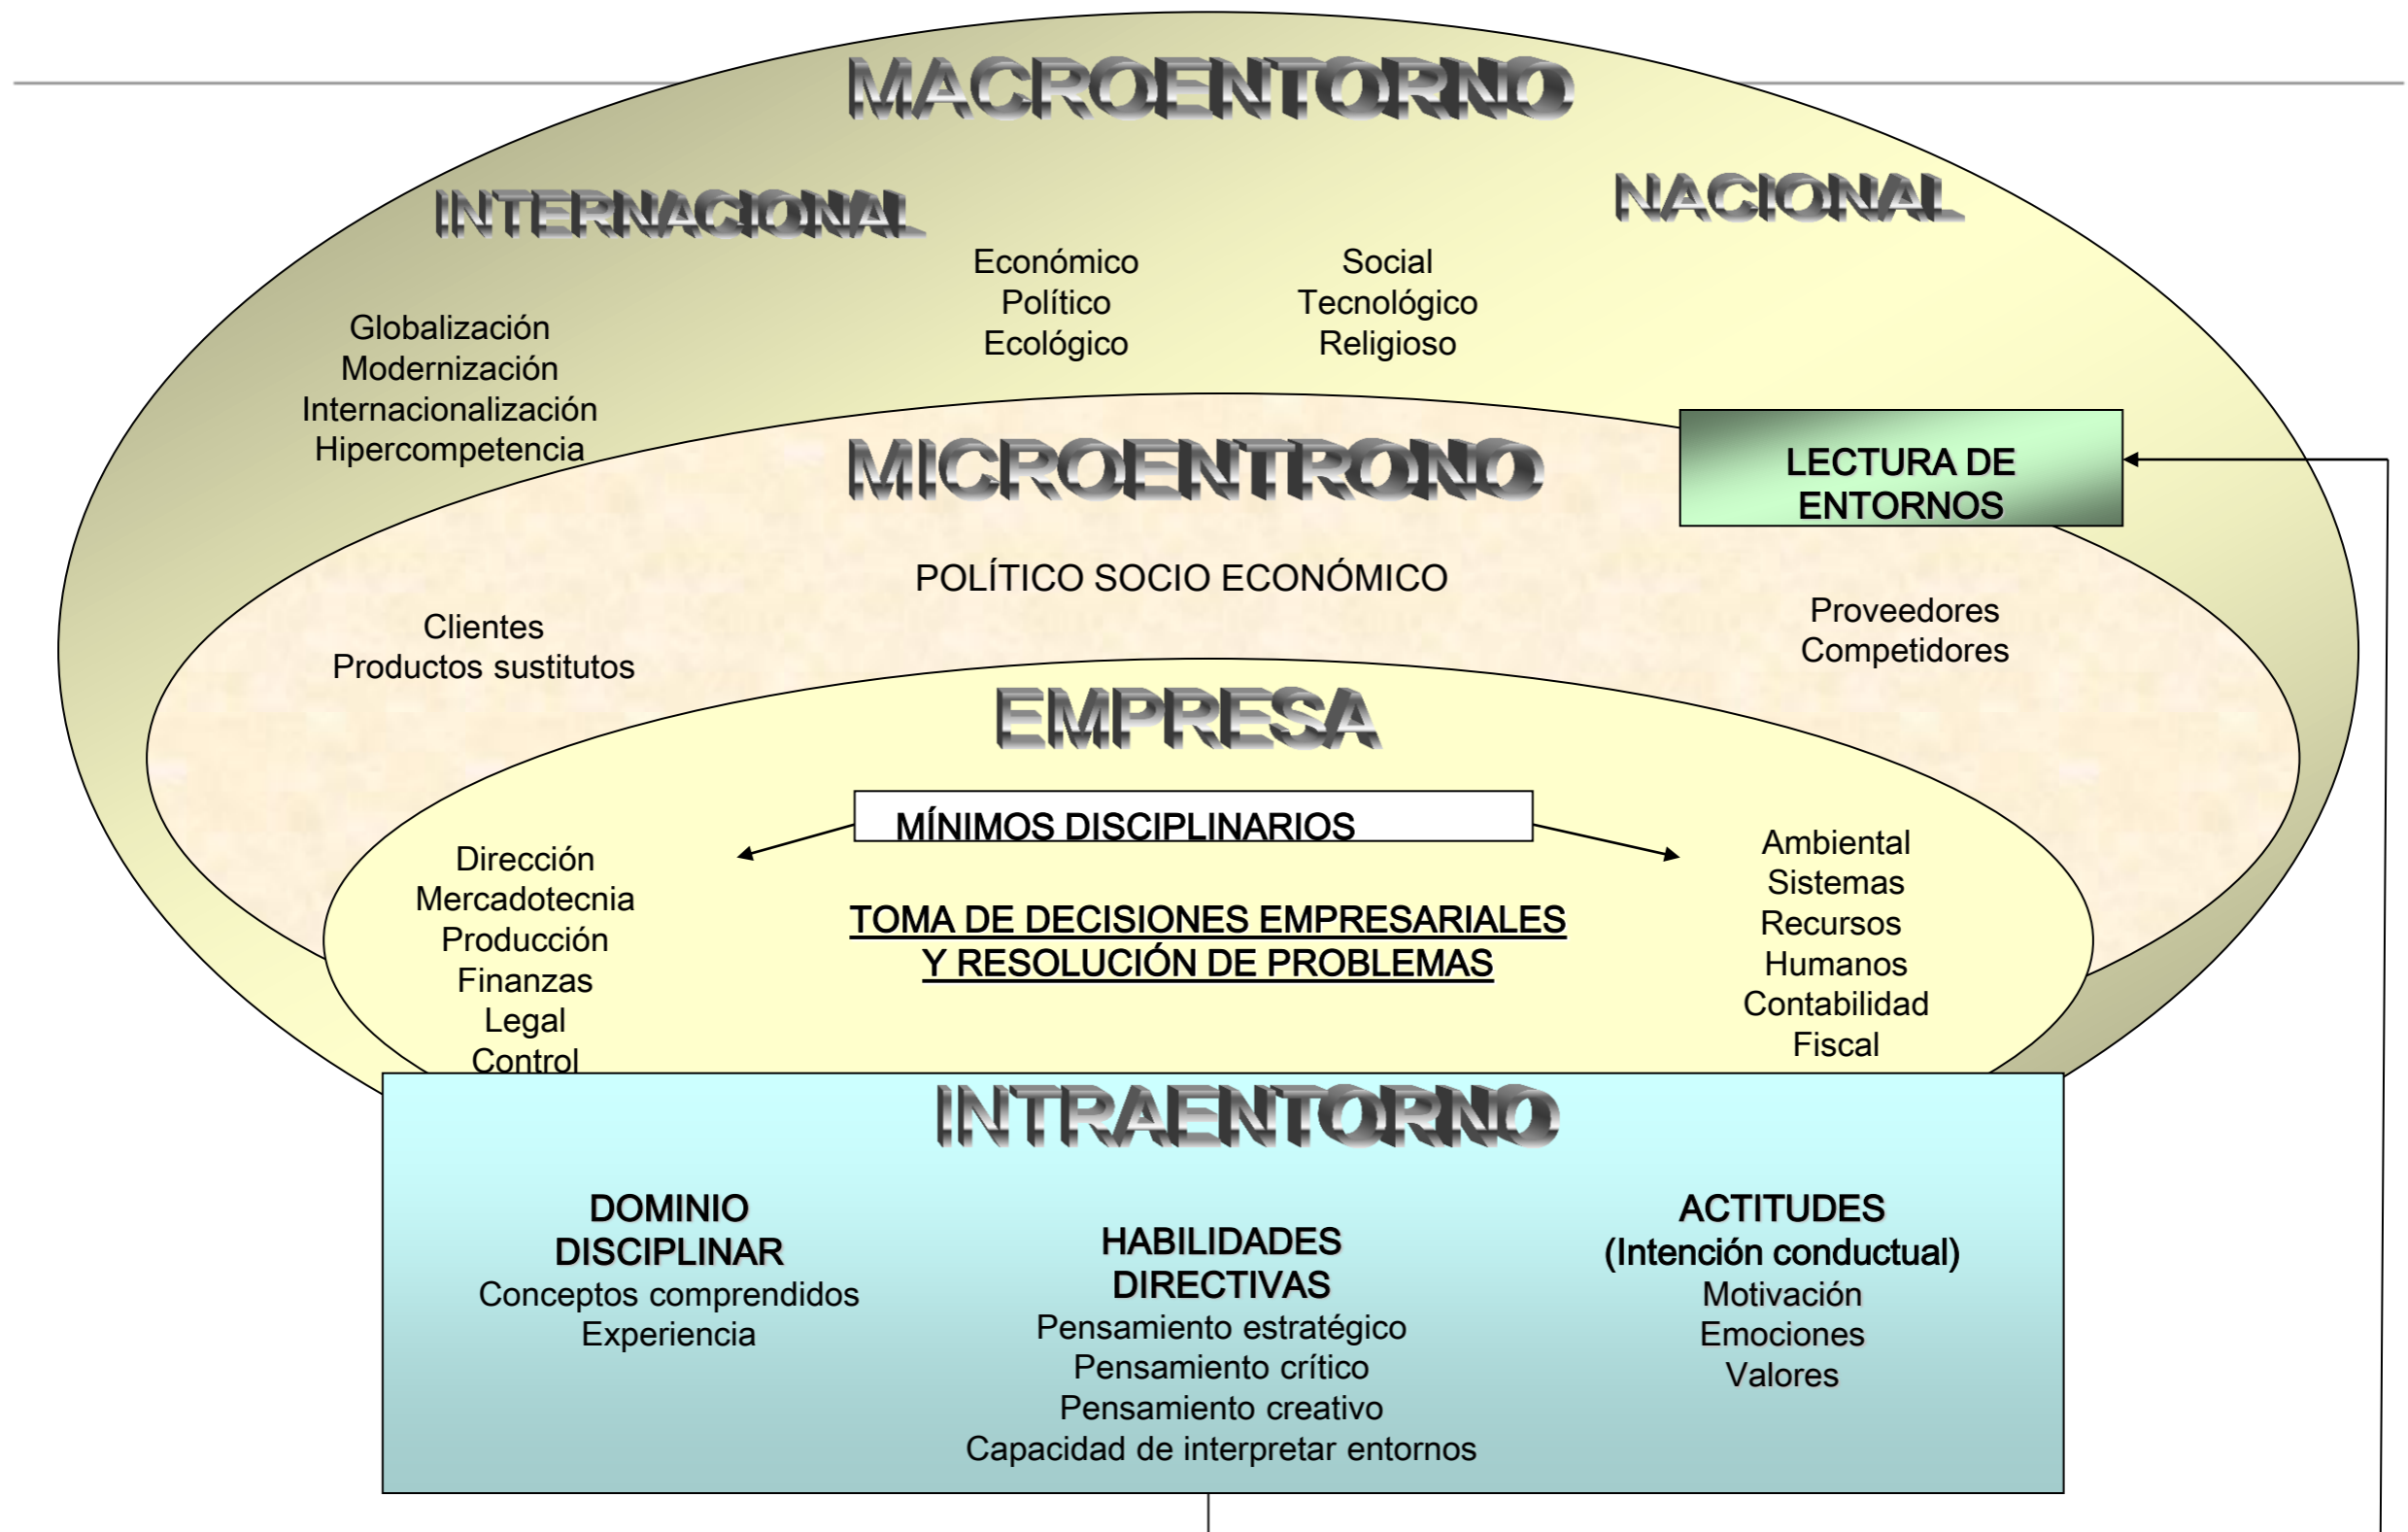 MACROENTORNO
INTERNACIONAL
NACIONAL
Económico
Político
Ecológico
Social
Tecnológico
Religioso
Globalización
Modernización
Internacionalización
Hipercompetencia
MICROENTRONO
LECTURA DE
ENTORNOS
POLÍTICO SOCIO ECONÓMICO
Clientes
Productos sustitutos
Proveedores
Competidores
EMPRESA
MÍNIMOS DISCIPLINARIOS
Dirección
Mercadotecnia
Producción
Finanzas
Legal
Control
TOMA DE DECISIONES EMPRESARIALES
Y RESOLUCIÓN DE PROBLEMAS
Ambiental
Sistemas
Recursos
Humanos
Contabilidad
Fiscal
INTRAENTORNO
DOMINIO
DISCIPLINAR
Conceptos comprendidos
Experiencia
HABILIDADES
DIRECTIVAS
Pensamiento estratégico
Pensamiento crítico
Pensamiento creativo
Capacidad de interpretar entornos
ACTITUDES
(Intención conductual)
Motivación
Emociones
Valores